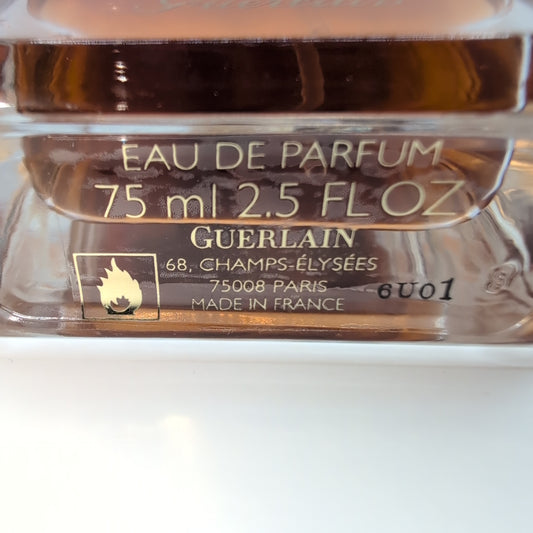 EAU DE PARFUM
75 ml 2.5 FL OZ
GUERLAIN
68, CHAMPS-ÉLYSÉES
75008 PARIS
MADE IN FRANCE
6U01